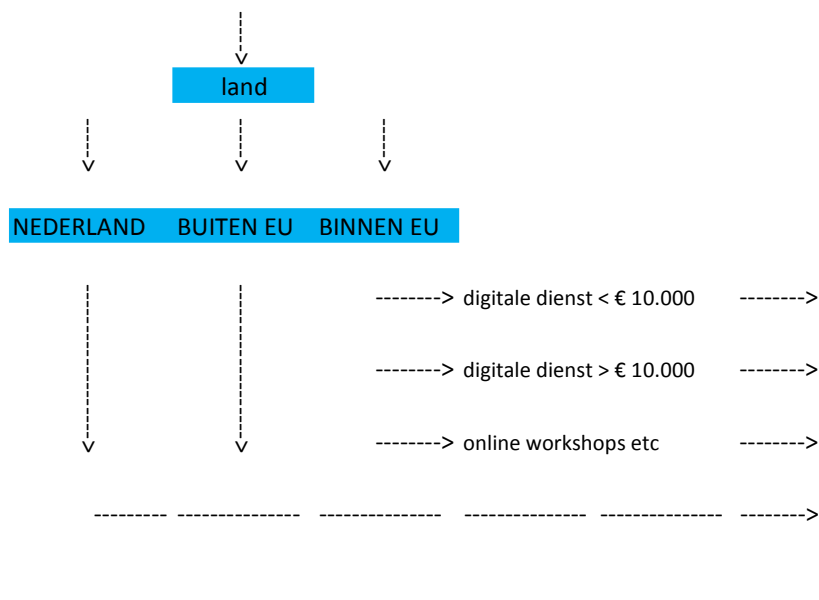 land
NEDERLAND BUITEN EU BINNEN EU
--------> digitale dienst < € 10.000 -------->
--------> digitale dienst > € 10.000 -------->
--------> online workshops etc -------->
--------- --------------- --------------- --------------- --------------- -------->